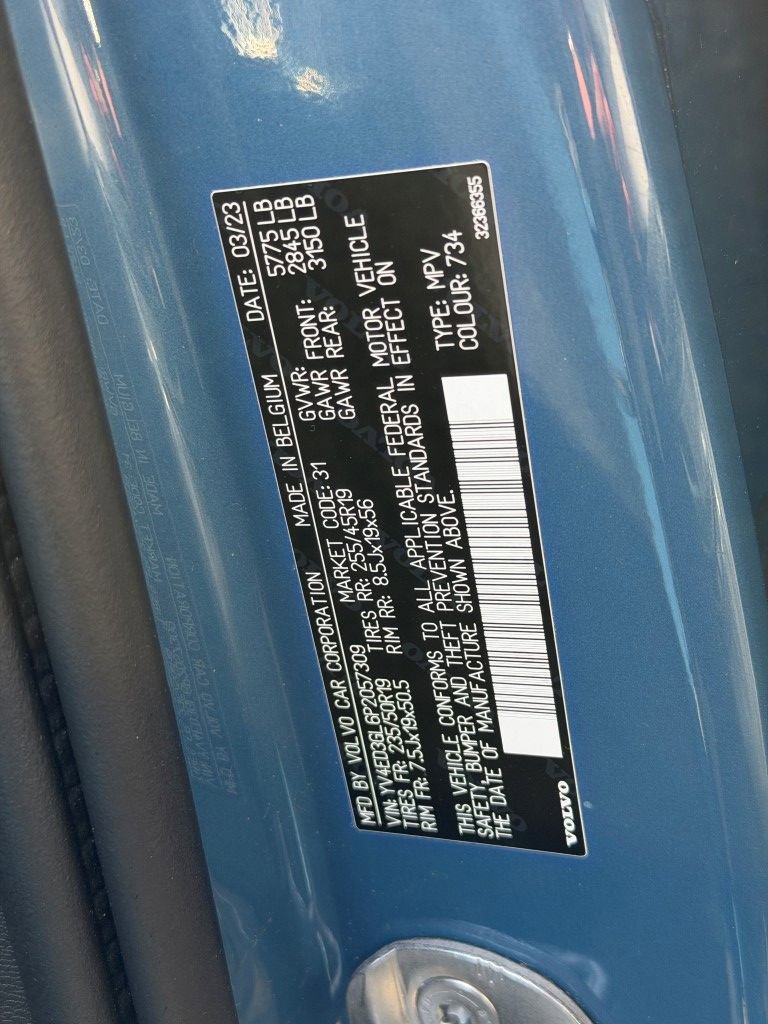 MFD BY VOLVO CAR CORPORATION MADE IN BELGIUM DATE: 03/23
VIN: YV4ED3GL6P2057309 MARKET CODE: 31 GVWR: 5775 LB
TIRES FR: 235/50R19 TIRES RR: 255/45R19 GAWR FRONT: 2845 LB
RIM FR: 7.5Jx19x50.5 RIM RR: 8.5Jx19x56 GAWR REAR: 3150 LB
THIS VEHICLE CONFORMS TO ALL APPLICABLE FEDERAL MOTOR VEHICLE
SAFETY BUMPER AND THEFT PREVENTION STANDARDS IN EFFECT ON
THE DATE OF MANUFACTURE SHOWN ABOVE.
TYPE: MPV
COLOUR: 734
VOLVO 32366355